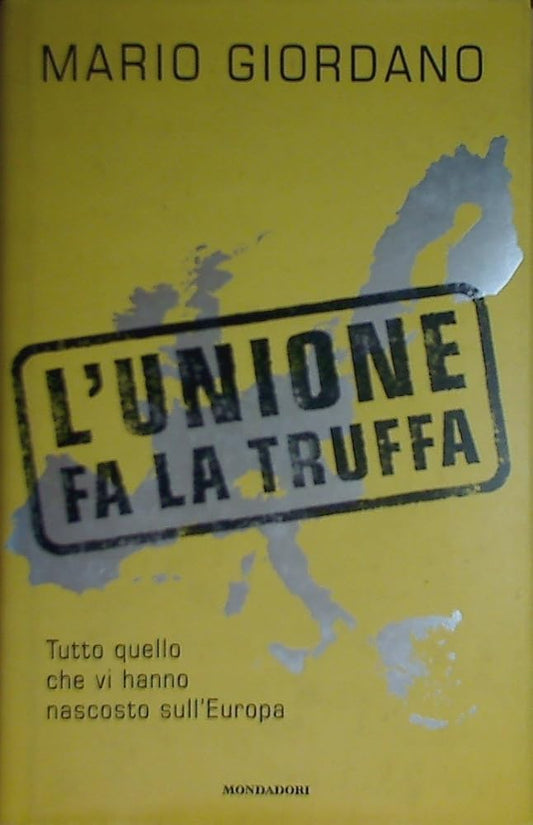 MARIO GIORDANO
L'UNIONE
FA LA TRUFFA
Tutto quello
che vi hanno
nascosto sull'Europa
MONDADORI